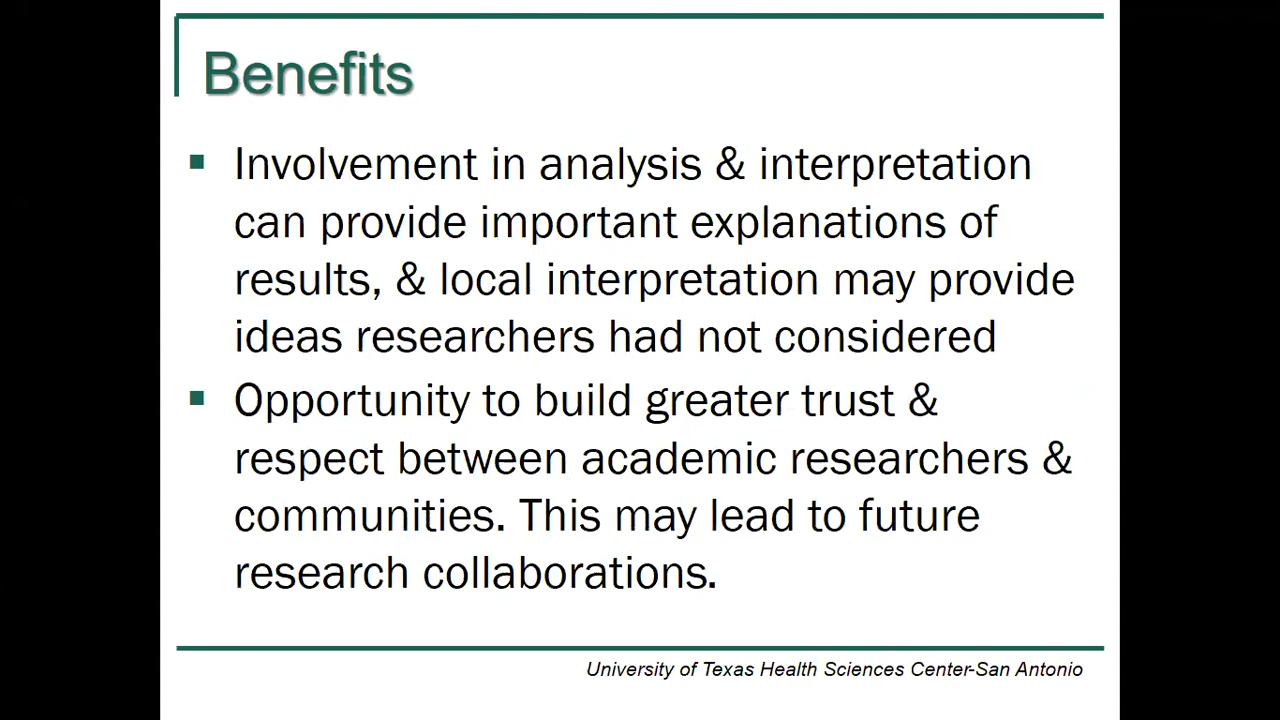 Benefits
Involvement in analysis & interpretation
can provide important explanations of
results, & local interpretation may provide
ideas researchers had not considered
Opportunity to build greater trust &
respect between academic researchers &
communities. This may lead to future
research collaborations.
University of Texas Health Sciences Center-San Antonio